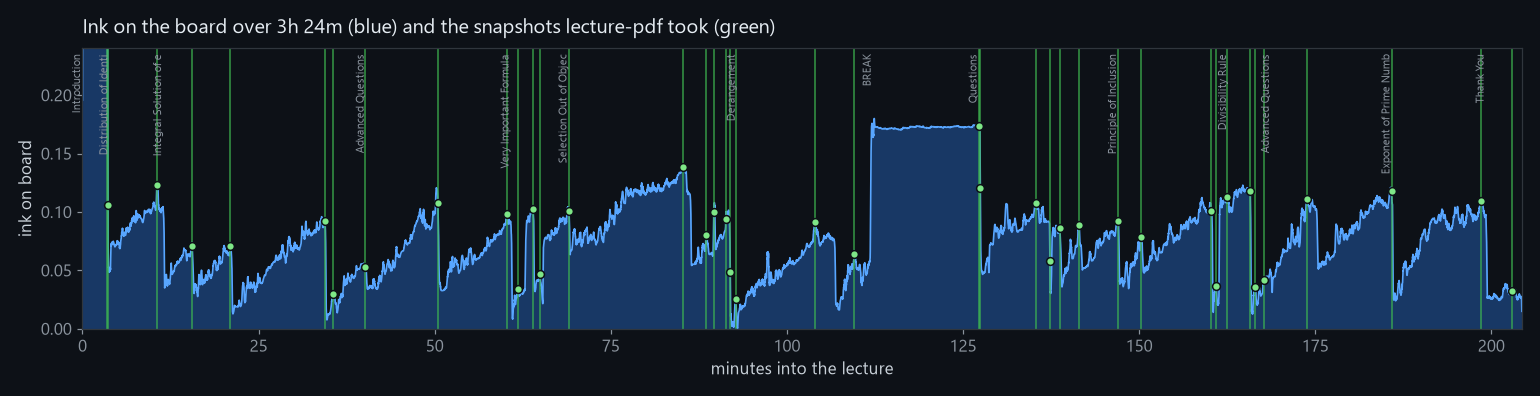 Ink on the board over 3h 24m (blue) and the snapshots lecture-pdf took (green)
ink on board
0.20
0.15
0.10
0.05
0.00
Introduction
Distribution of Identi
Integral Solution of e
Advanced Questions
Very Important Formula
Selection Out of Objec
Derangement
BREAK
Questions
Principle of Inclusion
Divisibility Rule
Advanced Questions
Exponent of Prime Numb
Thank You
0 25 50 75 100 125 150 175 200
minutes into the lecture